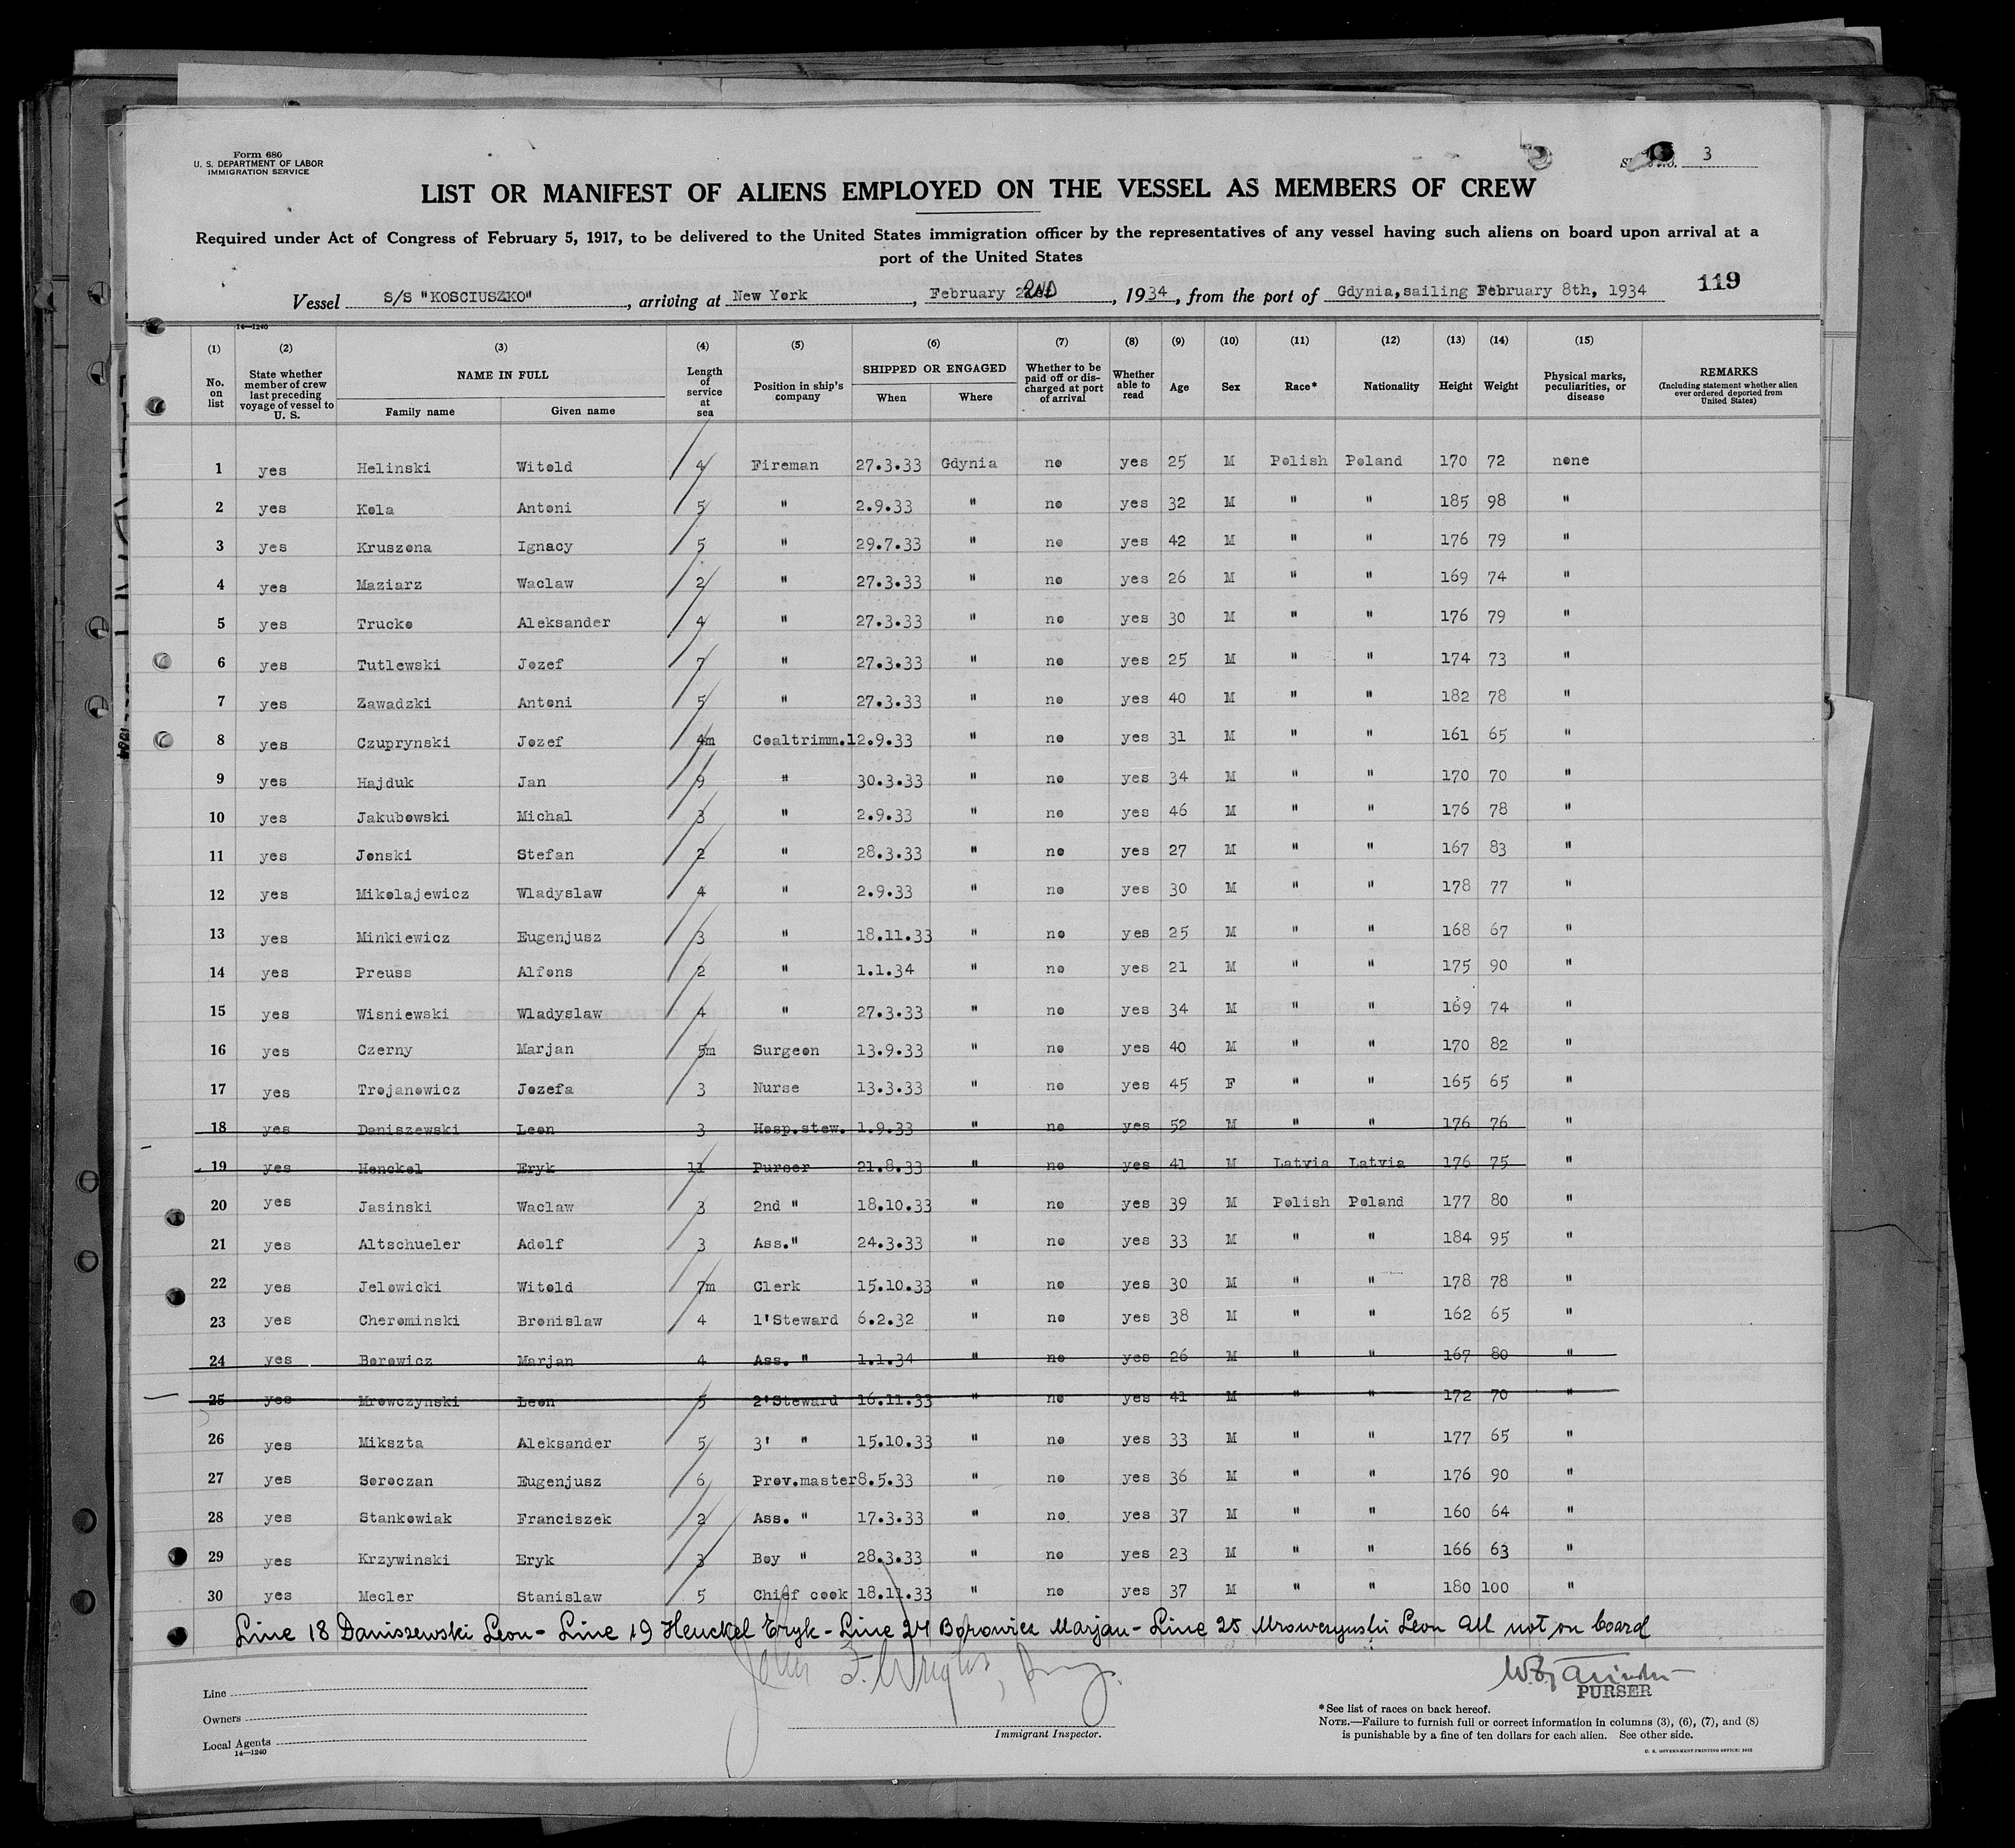 Form 680
U. S. DEPARTMENT OF LABOR
IMMIGRATION SERVICE
3
LIST OR MANIFEST OF ALIENS EMPLOYED ON THE VESSEL AS MEMBERS OF CREW
Required under Act of Congress of February 5, 1917, to be delivered to the United States immigration officer by the representatives of any vessel having such aliens on board upon arrival at a
port of the United States
119
Vessel S/S "KOSCIUSZKO", arriving at New York, February 2ND, 1934, from the port of Gdynia, sailing February 8th, 1934
14—1240
(1) (2) (3) (4) (5) (6) (7) (8) (9) (10) (11) (12) (13) (14) (15)
No. on list State whether member of crew last preceding voyage of vessel to U. S. NAME IN FULL Family name Given name Length of service at sea Position in ship's company SHIPPED OR ENGAGED When Where Whether to be paid off or discharged at port of arrival Whether able to read Age Sex Race* Nationality Height Weight Physical marks, peculiarities, or disease REMARKS (Including statement whether alien ever ordered deported from United States)
1 yes Helinski Witold 4 Fireman 27.3.33 Gdynia no yes 25 M Polish Poland 170 72 none
2 yes Kola Antoni 5 " 2.9.33 " no yes 32 M " " 185 98 "
3 yes Kruszona Ignacy 5 " 29.7.33 " no yes 42 M " " 176 79 "
4 yes Maziarz Waclaw 2 " 27.3.33 " no yes 26 M " " 169 74 "
5 yes Trucko Aleksander 4 " 27.3.33 " no yes 30 M " " 176 79 "
6 yes Tutlewski Jozef 7 " 27.3.33 " no yes 25 M " " 174 73 "
7 yes Zawadzki Antoni 5 " 27.3.33 " no yes 40 M " " 182 78 "
8 yes Czuprynski Jozef 4m Coaltrimm. 12.9.33 " no yes 31 M " " 161 65 "
9 yes Hajduk Jan 9 " 30.3.33 " no yes 34 M " " 170 70 "
10 yes Jakubowski Michal 3 " 2.9.33 " no yes 46 M " " 176 78 "
11 yes Jonski Stefan 2 " 28.3.33 " no yes 27 M " " 167 83 "
12 yes Mikolajewicz Wladyslaw 4 " 2.9.33 " no yes 30 M " " 178 77 "
13 yes Minkiewicz Eugenjusz 3 " 18.11.33 " no yes 25 M " " 168 67 "
14 yes Preuss Alfons 2 " 1.1.34 " no yes 21 M " " 175 90 "
15 yes Wisniewski Wladyslaw 4 " 27.3.33 " no yes 34 M " " 169 74 "
16 yes Czerny Marjan 5m Surgeon 13.9.33 " no yes 40 M " " 170 82 "
17 yes Trojanowicz Jozefa 3 Nurse 13.3.33 " no yes 45 F " " 165 65 "
18 yes Daniszewski Leon 3 Hosp.stew. 1.9.33 " no yes 52 M " " 176 76 "
19 yes Henckel Eryk 11 Purser 21.8.33 " no yes 41 M Latvia Latvia 176 75 "
20 yes Jasinski Waclaw 3 2nd " 18.10.33 " no yes 39 M Polish Poland 177 80 "
21 yes Altschueler Adolf 3 Ass." 24.3.33 " no yes 33 M " " 184 95 "
22 yes Jelowicki Witold 7m Clerk 15.10.33 " no yes 30 M " " 178 78 "
23 yes Cherominski Bronislaw 4 1'Steward 6.2.32 " no yes 38 M " " 162 65 "
24 yes Borowicz Marjan 4 Ass. " 1.1.34 " no yes 26 M " " 167 80 "
25 yes Mrowczynski Leon 5 2'Steward 16.11.33 " no yes 41 M " " 172 70 "
26 yes Mikszta Aleksander 5 3' " 15.10.33 " no yes 33 M " " 177 65 "
27 yes Soroczan Eugenjusz 6 Prov.master 8.5.33 " no yes 36 M " " 176 90 "
28 yes Stankowiak Franciszek 2 Ass. " 17.3.33 " no yes 37 M " " 160 64 "
29 yes Krzywinski Eryk 3 Boy " 28.3.33 " no yes 23 M " " 166 63 "
30 yes Mecler Stanislaw 5 Chief cook 18.11.33 " no yes 37 M " " 180 100 "
Line 18 Daniszewski Leon - Line 19 Henckel Eryk - Line 24 Borowicz Marjan - Line 25 Mrowczynski Leon All not on board
John F. Wright
PURSER
Line
Owners
Local Agents
14—1240
Immigrant Inspector.
*See list of races on back hereof.
NOTE.—Failure to furnish full or correct information in columns (3), (6), (7), and (8)
is punishable by a fine of ten dollars for each alien. See other side.
U. S. GOVERNMENT PRINTING OFFICE: 1932